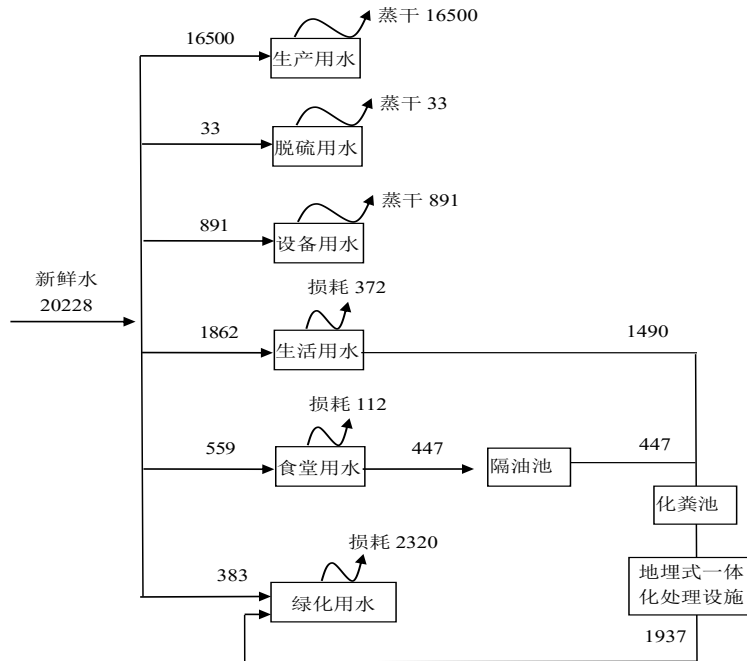 蒸干 16500
16500
生产用水
蒸干 33
33
脱硫用水
蒸干 891
891
设备用水
新鲜水
20228
损耗 372
1862
生活用水
1490
损耗 112
559
食堂用水
447
隔油池
447
化粪池
损耗 2320
383
绿化用水
地埋式一体
化处理设施
1937